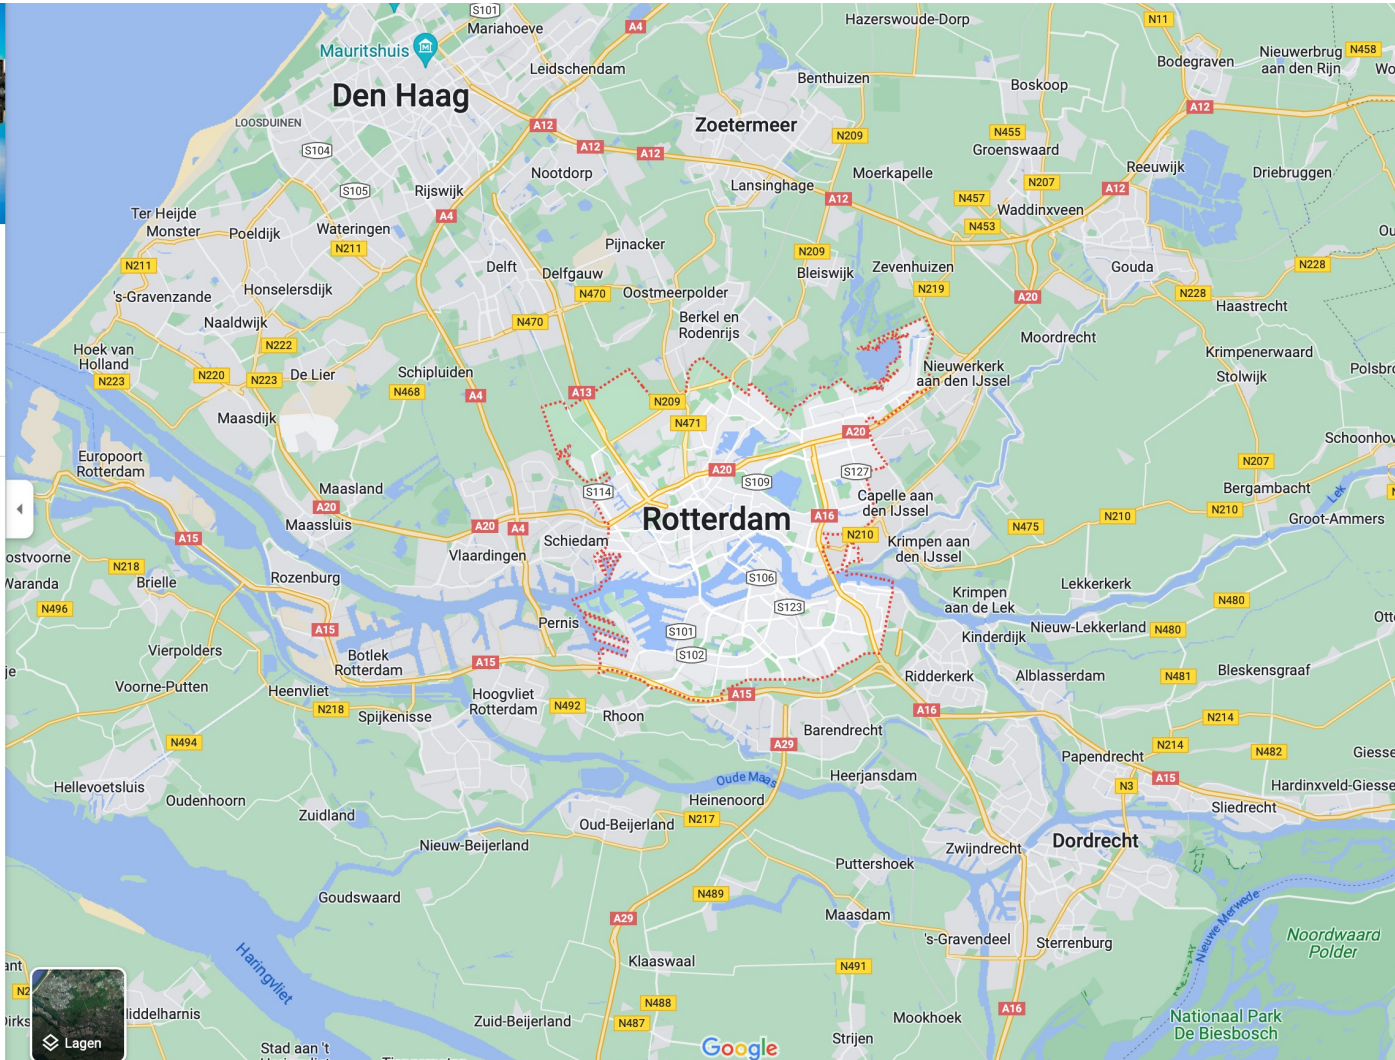 S101
Mariahoeve
A4
Hazerswoude-Dorp
N11
Mauritshuis
Leidschendam
Bodegraven
Nieuwerbrug
aan den Rijn
N458
Benthuizen
Boskoop
Den Haag
A12
LOOSDUINEN
A12
Zoetermeer
N209
N455
Groenswaard
S104
A12
A12
Reeuwijk
Nootdorp
Lansinghage
Moerkapelle
N207
A12
Driebruggen
S105
Rijswijk
A12
N457
Waddinxveen
Ter Heijde
Monster
Poeldijk
Wateringen
A4
N453
N211
Pijnacker
N209
N211
Delft
Delfgauw
Bleiswijk
Zevenhuizen
Gouda
N228
's-Gravenzande
Honselersdijk
N470
Oostmeerpolder
N219
A20
N228
Haastrecht
Naaldwijk
N470
Berkel en
Rodenrijs
Moordrecht
Hoek van
Holland
N222
Krimpenerwaard
N223
N220
N223
De Lier
Schipluiden
Nieuwerkerk
aan den IJssel
Stolwijk
N468
A4
A13
N209
Maasdijk
N471
A20
Europoort
Rotterdam
A20
S109
S127
N207
Maasland
S114
Capelle aan
den IJssel
Bergambacht
Lek
A20
Maassluis
A20
A4
Rotterdam
A16
N475
N210
N210
Groot-Ammers
A15
Schiedam
N210
Krimpen aan
den IJssel
Vlaardingen
N218
Brielle
Rozenburg
S106
Lekkerkerk
N496
S123
Krimpen
aan de Lek
N480
A15
Pernis
S101
Kinderdijk
Nieuw-Lekkerland
N480
Vierpolders
Botlek
Rotterdam
A15
S102
Ridderkerk
Alblasserdam
N481
Bleskensgraaf
Voorne-Putten
Heenvliet
Hoogvliet
Rotterdam
N492
A15
N218
Spijkenisse
Rhoon
A16
N214
N494
A29
Barendrecht
N214
N482
Papendrecht
Hellevoetsluis
Oude Maas
Heerjansdam
A15
Oudenhoorn
Heinenoord
N3
Sliedrecht
Zuidland
Oud-Beijerland
N217
Nieuw-Beijerland
Zwijndrecht
Dordrecht
Puttershoek
Goudswaard
N489
A29
Maasdam
Nieuwe Merwede
's-Gravendeel
Sterrenburg
Noordwaard
Polder
Haringvliet
Klaaswaal
N491
N488
A16
Zuid-Beijerland
N487
Mookhoek
Nationaal Park
De Biesbosch
Lagen
Google
Strijen
Stad aan 't